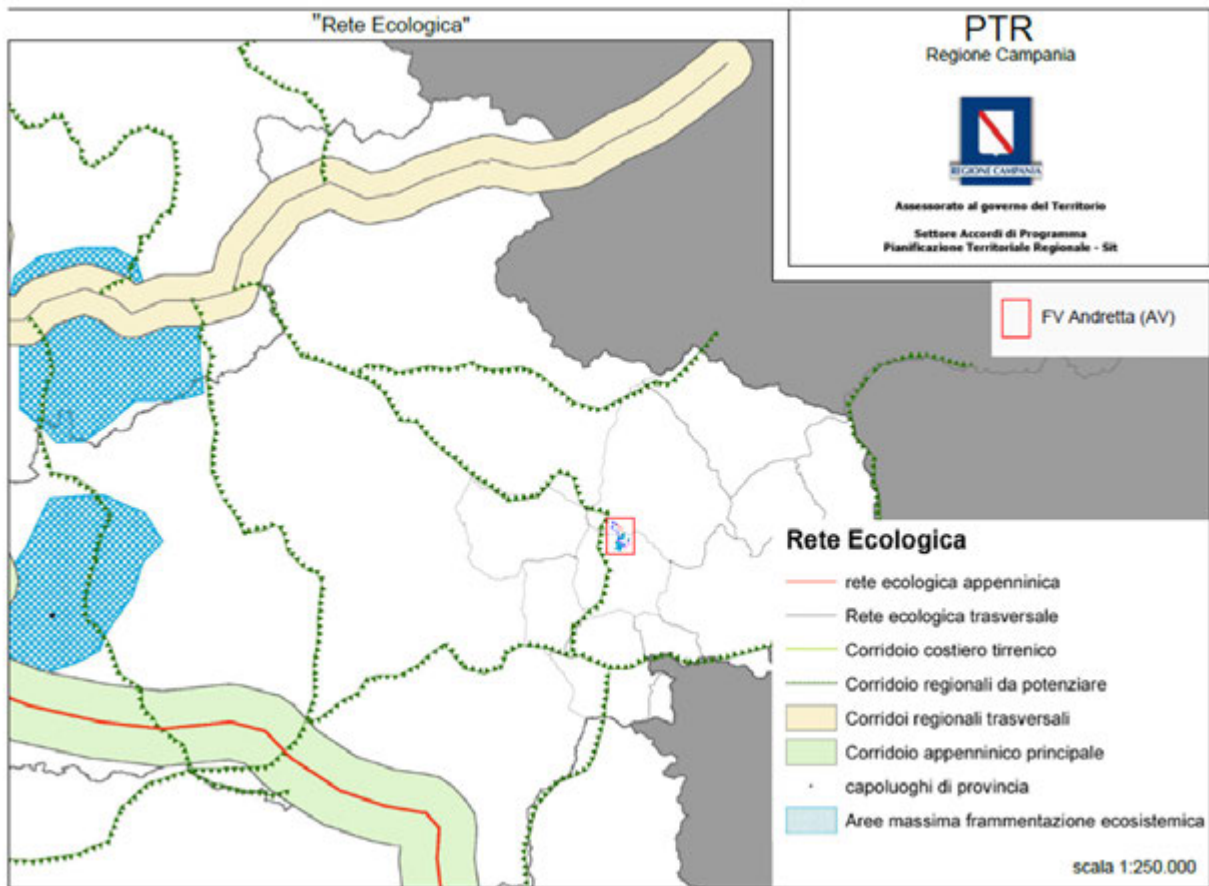 "Rete Ecologica"
PTR
Regione Campania
REGIONE CAMPANIA
Assessorato al governo del Territorio
Settore Accordi di Programma
Pianificazione Territoriale Regionale - Sit
FV Andretta (AV)
Rete Ecologica
rete ecologica appenninica
Rete ecologica trasversale
Corridoio costiero tirrenico
Corridoio regionali da potenziare
Corridoi regionali trasversali
Corridoio appenninico principale
capoluoghi di provincia
Aree massima frammentazione ecosistemica
scala 1:250.000